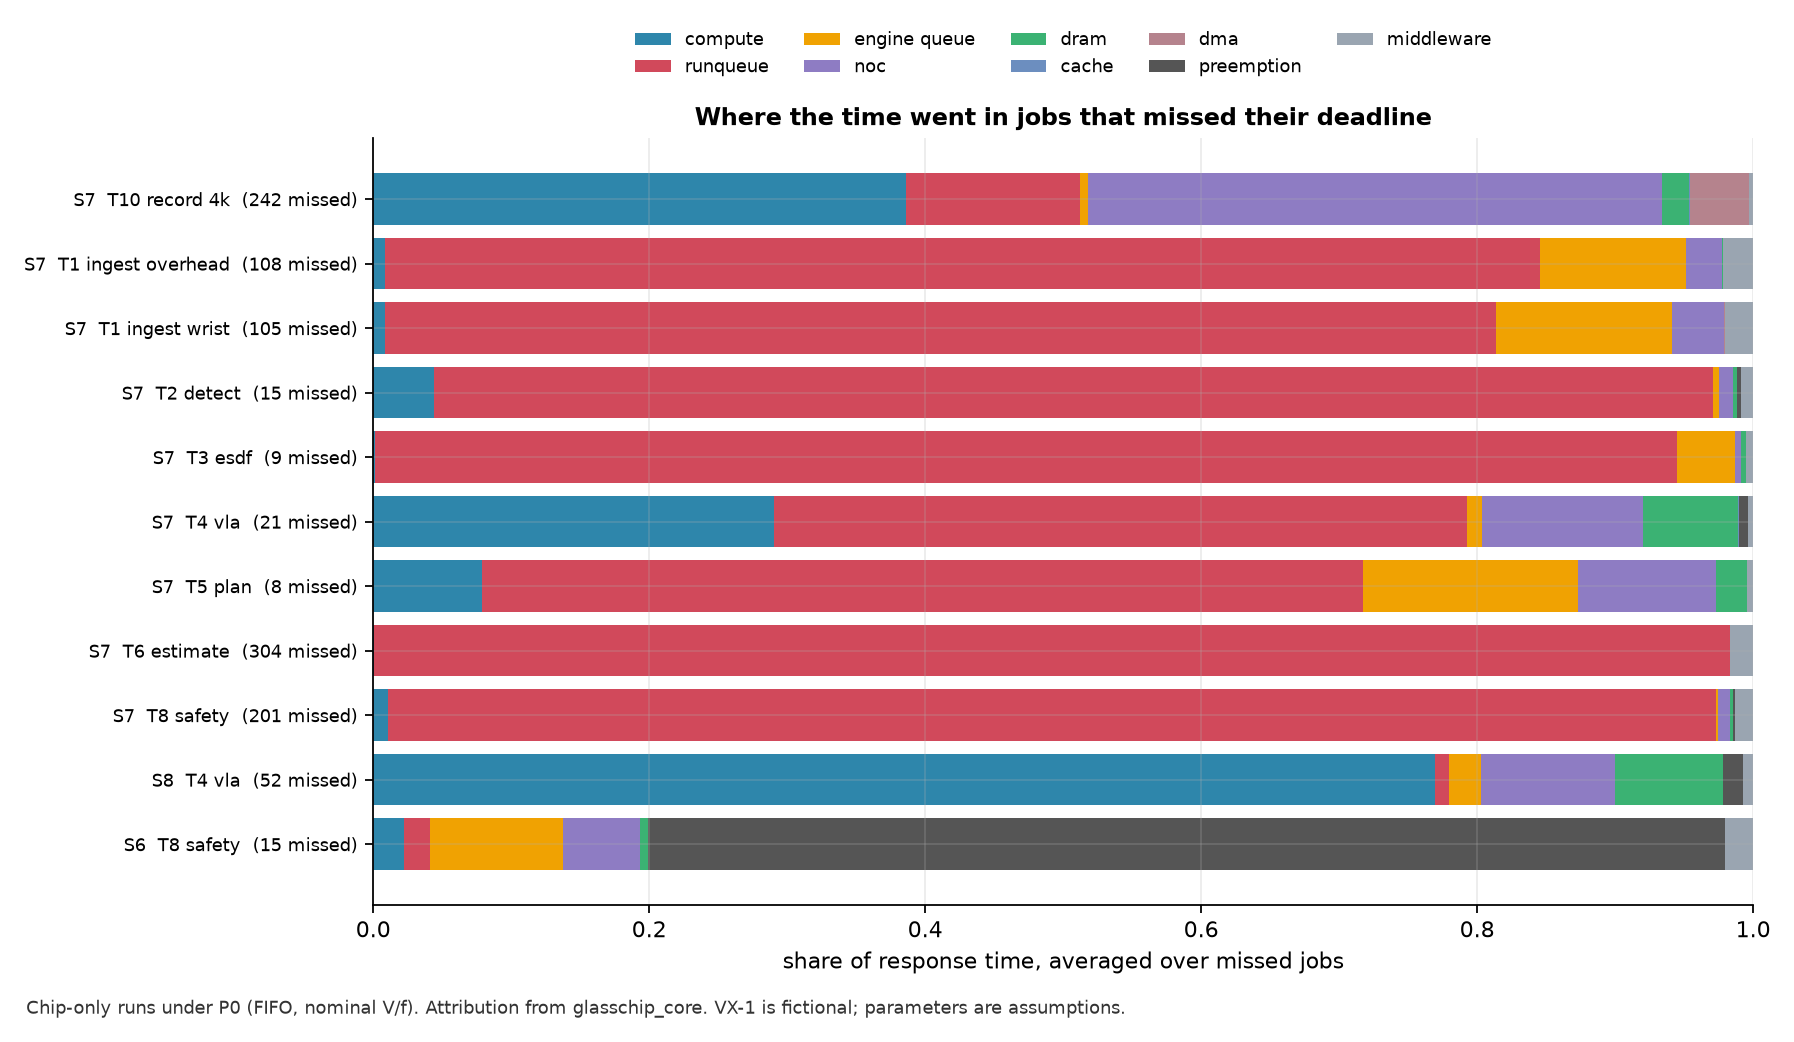 compute
engine queue
dram
dma
middleware
runqueue
noc
cache
preemption
Where the time went in jobs that missed their deadline
S7 T10 record 4k (242 missed)
S7 T1 ingest overhead (108 missed)
S7 T1 ingest wrist (105 missed)
S7 T2 detect (15 missed)
S7 T3 esdf (9 missed)
S7 T4 vla (21 missed)
S7 T5 plan (8 missed)
S7 T6 estimate (304 missed)
S7 T8 safety (201 missed)
S8 T4 vla (52 missed)
S6 T8 safety (15 missed)
0.0 0.2 0.4 0.6 0.8 1.0
share of response time, averaged over missed jobs
Chip-only runs under P0 (FIFO, nominal V/f). Attribution from glasschip_core. VX-1 is fictional; parameters are assumptions.